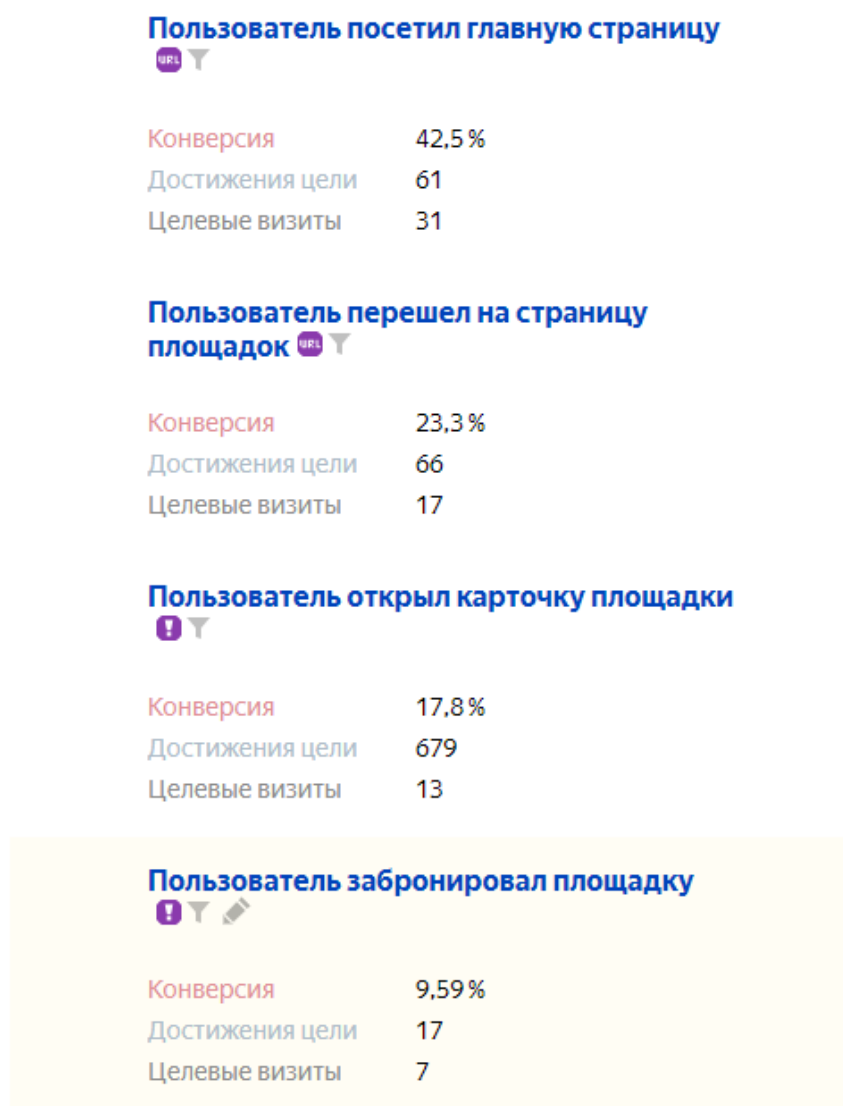 Пользователь посетил главную страницу
URL
Конверсия 42,5 %
Достижения цели 61
Целевые визиты 31
Пользователь перешел на страницу
площадок URL
Конверсия 23,3 %
Достижения цели 66
Целевые визиты 17
Пользователь открыл карточку площадки
!
Конверсия 17,8 %
Достижения цели 679
Целевые визиты 13
Пользователь забронировал площадку
!
Конверсия 9,59 %
Достижения цели 17
Целевые визиты 7